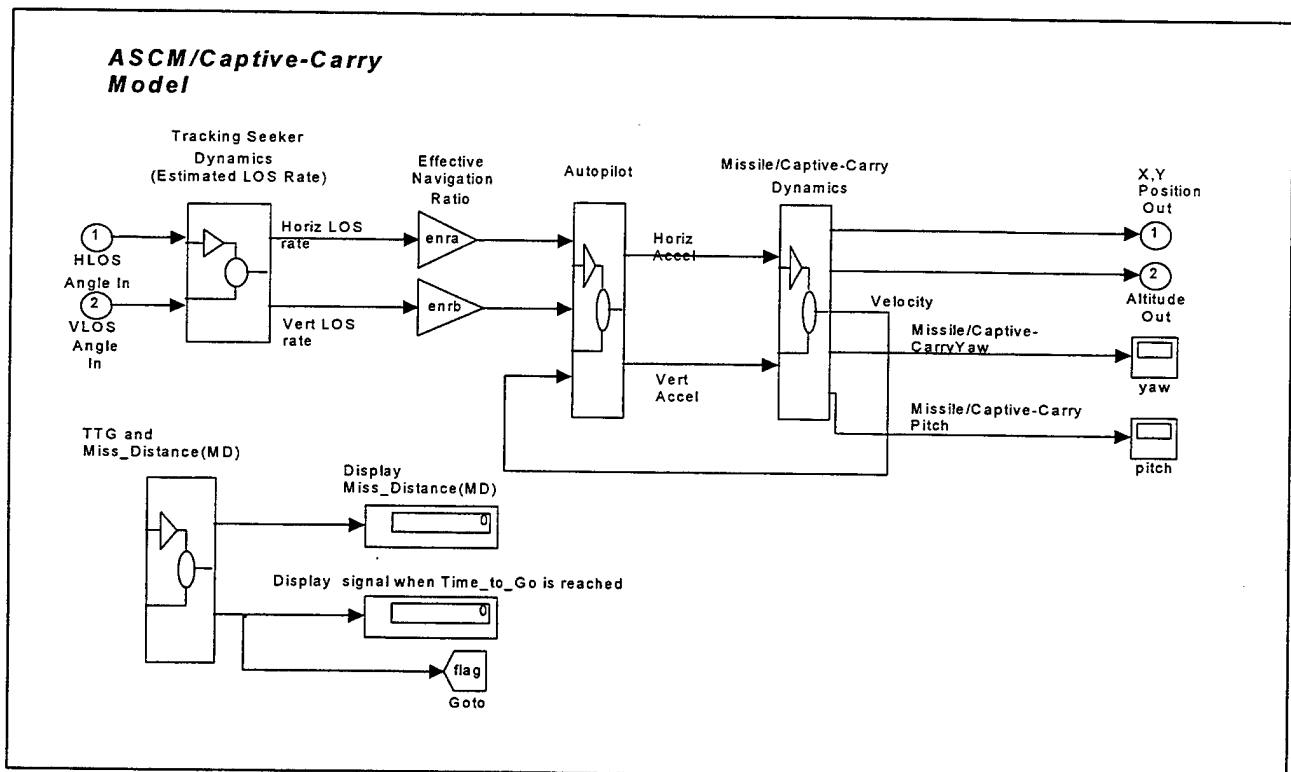 ASCM/Captive-Carry
Model
Tracking Seeker
Dynamics
(Estimated LOS Rate)
Effective
Navigation
Ratio
Autopilot
Missile/Captive-Carry
Dynamics
X,Y
Position
Out
1
HLOS
Angle In
2
VLOS
Angle
In
Horiz LOS
rate
Vert LOS
rate
enra
enrb
Horiz
Accel
Vert
Accel
Velocity
Missile/Captive-
CarryYaw
Missile/Captive-Carry
Pitch
1
2
Altitude
Out
yaw
pitch
TTG and
Miss_Distance(MD)
Display
Miss_Distance(MD)
0
Display signal when Time_to_Go is reached
0
flag
Goto